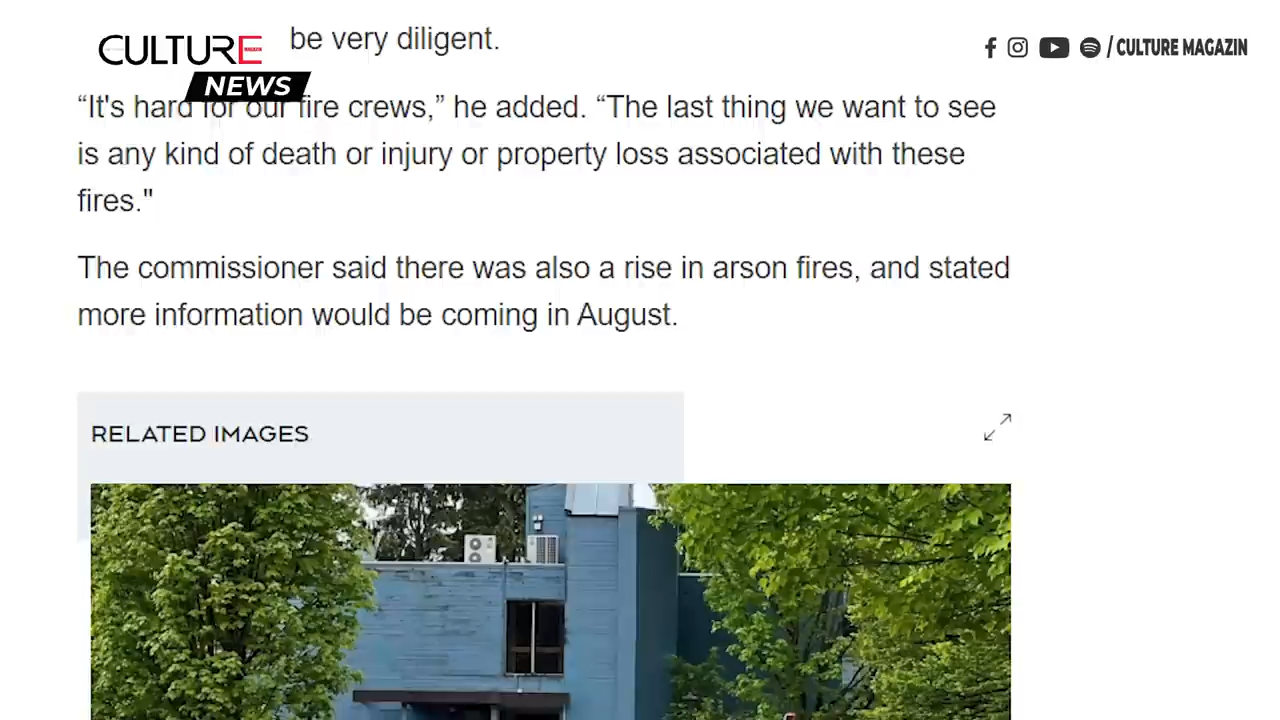 CULTURE
NEWS
be very diligent.
/ CULTURE MAGAZIN
“It's hard for our fire crews,” he added. “The last thing we want to see
is any kind of death or injury or property loss associated with these
fires."
The commissioner said there was also a rise in arson fires, and stated
more information would be coming in August.
RELATED IMAGES